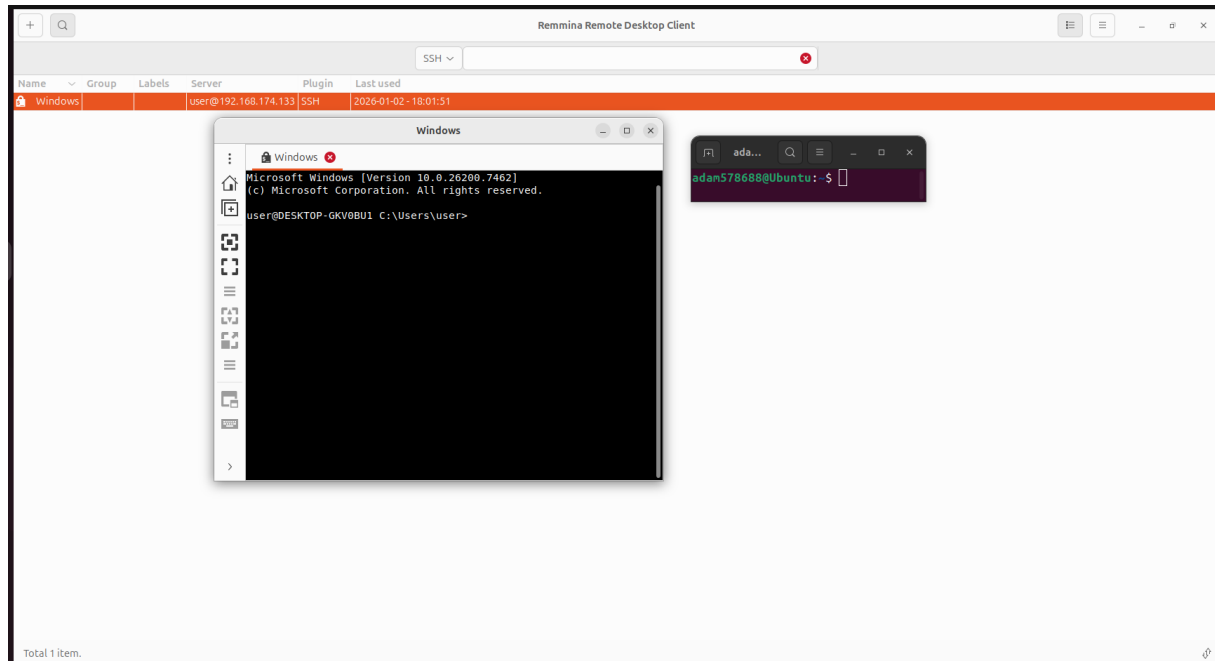 Remmina Remote Desktop Client
SSH
Name Group Labels Server Plugin Last used
Windows user@192.168.174.133 SSH 2026-01-02 - 18:01:51
Windows
Windows
Microsoft Windows [Version 10.0.26200.7462]
(c) Microsoft Corporation. All rights reserved.
user@DESKTOP-GKV0BU1 C:\Users\user>
ada...
adam578688@Ubuntu:~$
Total 1 item.